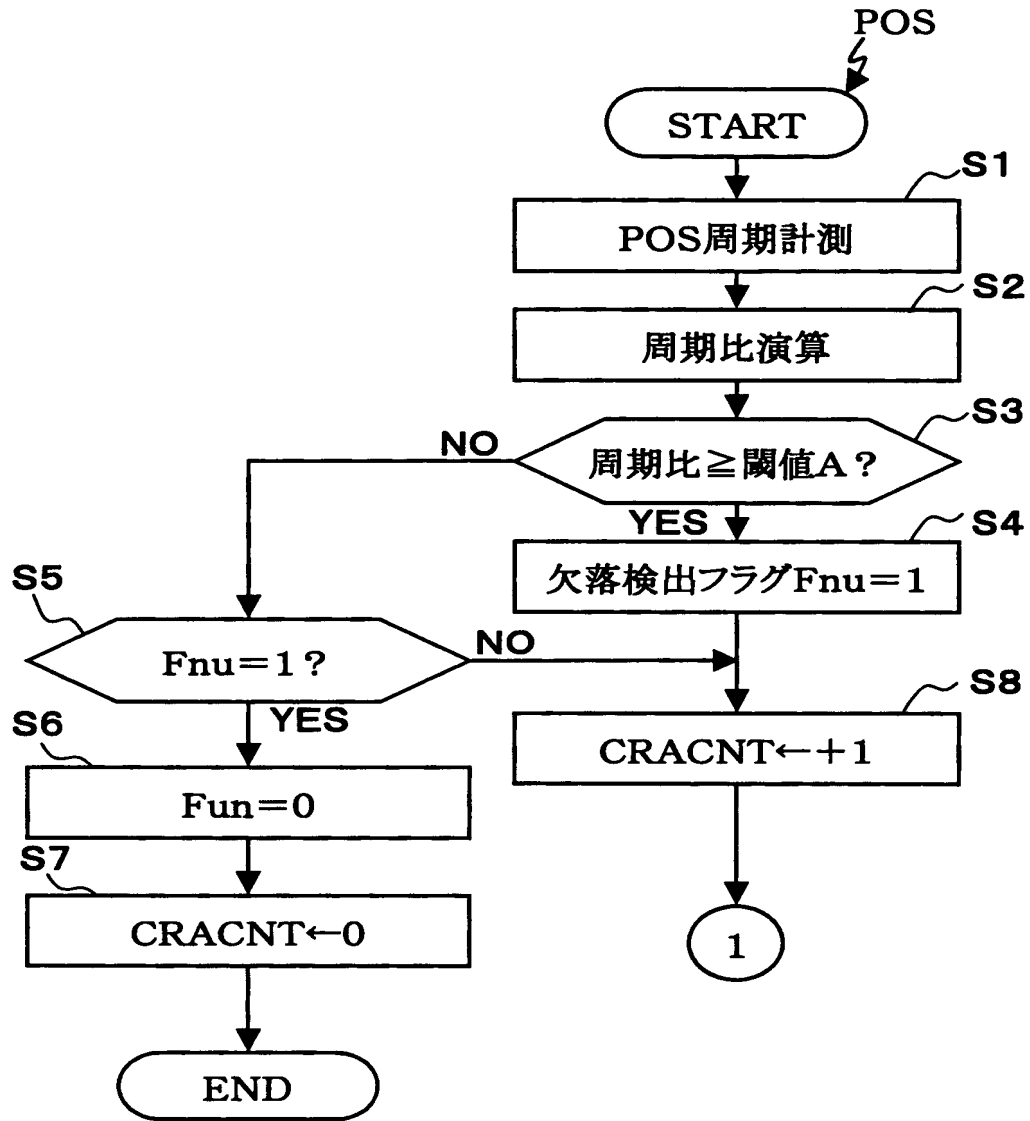 POS
START
S1
POS周期計測
S2
周期比演算
S3
周期比≧閾値A？
NO
YES
S4
欠落検出フラグFnu＝1
S5
Fnu＝1？
NO
YES
S8
CRACNT←＋1
S6
Fun＝0
S7
CRACNT←0
1
END